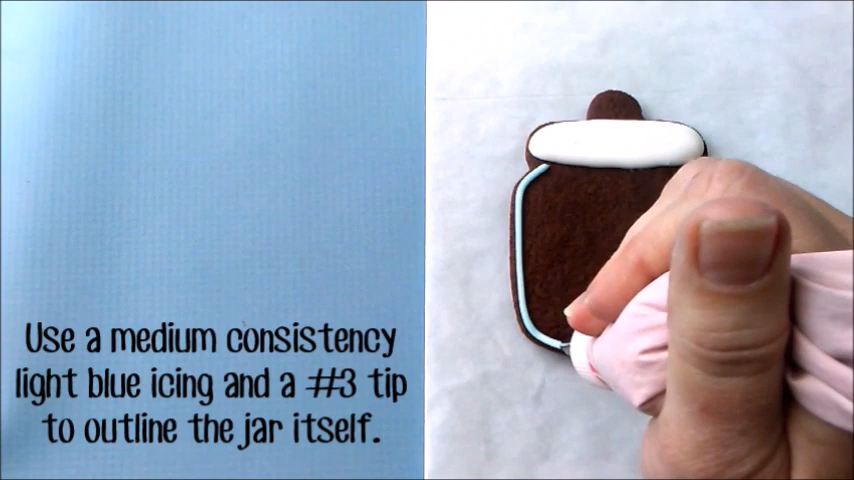 Use a medium consistency
light blue icing and a #3 tip
to outline the jar itself.